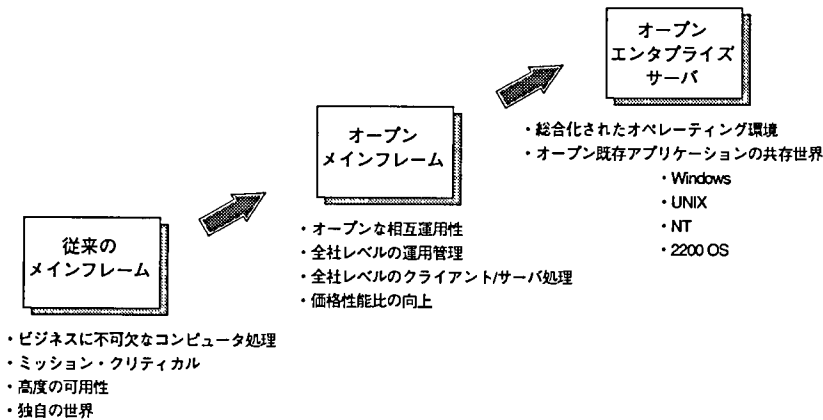 従来の
メインフレーム
・ビジネスに不可欠なコンピュータ処理
・ミッション・クリティカル
・高度の可用性
・独自の世界
オープン
メインフレーム
・オープンな相互運用性
・全社レベルの運用管理
・全社レベルのクライアント/サーバ処理
・価格性能比の向上
オープン
エンタプライズ
サーバ
・総合化されたオペレーティング環境
・オープン既存アプリケーションの共存世界
・Windows
・UNIX
・NT
・2200 OS